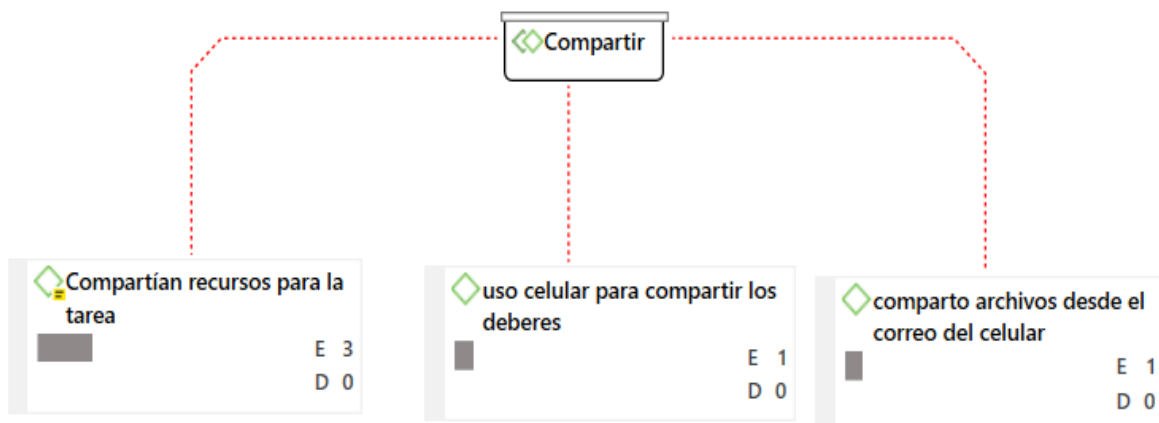 Compartir
Compartían recursos para la
tarea
E 3
D 0
uso celular para compartir los
deberes
E 1
D 0
comparto archivos desde el
correo del celular
E 1
D 0